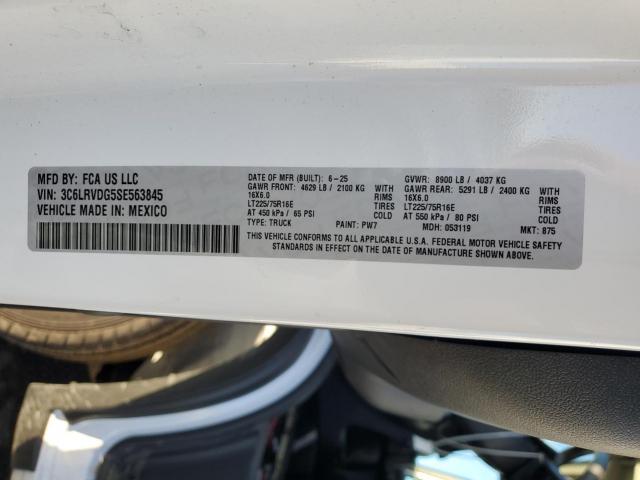 MFD BY: FCA US LLC
VIN: 3C6LRVDG5SE563845
VEHICLE MADE IN: MEXICO
DATE OF MFR (BUILT): 6-25
GAWR FRONT: 4629 LB / 2100 KG WITH
16X6.0 RIMS
LT225/75R16E TIRES
AT 450 kPa / 65 PSI
TYPE: TRUCK PAINT: PW7
GVWR: 8900 LB / 4037 KG
GAWR REAR: 5291 LB / 2400 KG WITH
16X6.0 RIMS
LT225/75R16E TIRES
AT 550 kPa / 80 PSI
MDH: 053119 MKT: 875
THIS VEHICLE CONFORMS TO ALL APPLICABLE U.S.A. FEDERAL MOTOR VEHICLE SAFETY
STANDARDS IN EFFECT ON THE DATE OF MANUFACTURE SHOWN ABOVE.